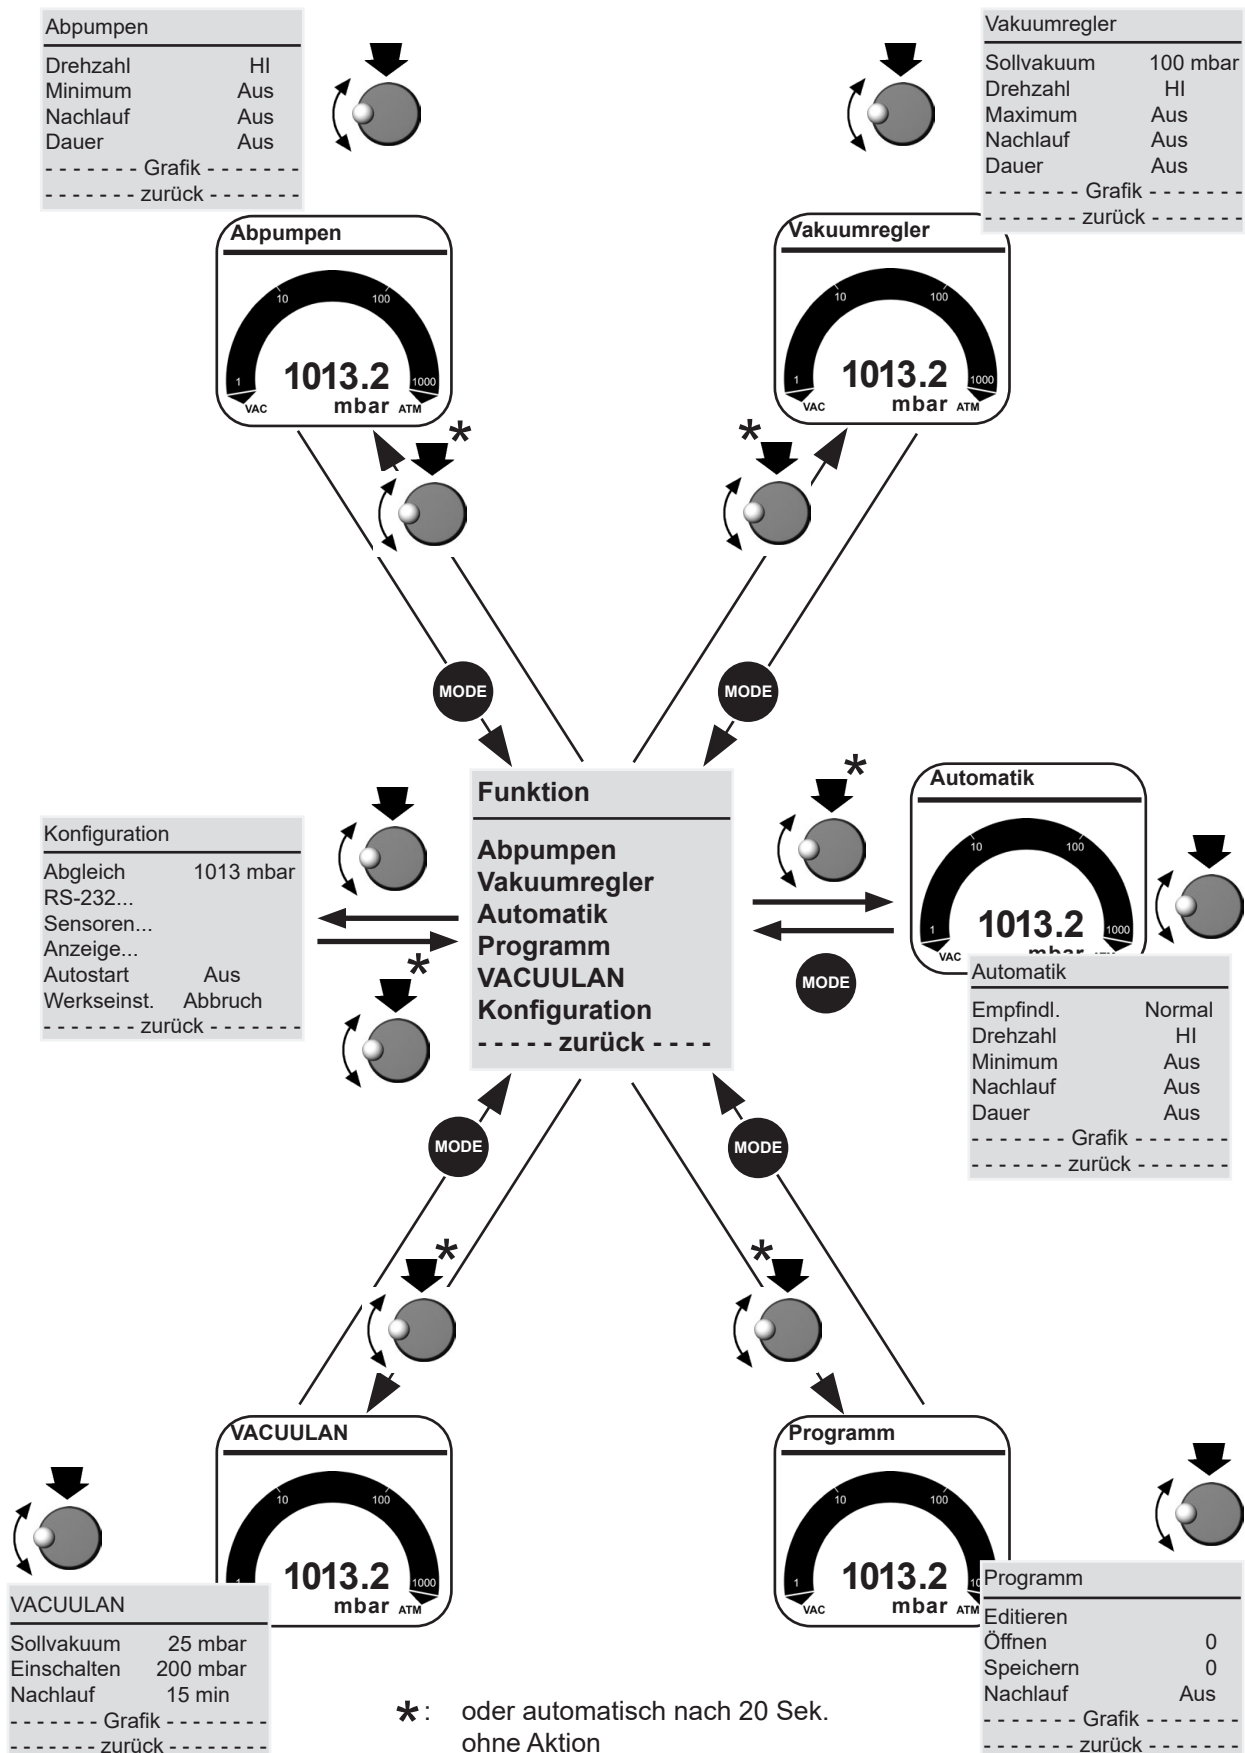 Abpumpen
Drehzahl HI
Minimum Aus
Nachlauf Aus
Dauer Aus
- - - - - - - Grafik - - - - - - -
- - - - - - - zurück - - - - - - -
Vakuumregler
Sollvakuum 100 mbar
Drehzahl HI
Maximum Aus
Nachlauf Aus
Dauer Aus
- - - - - - - Grafik - - - - - - -
- - - - - - - zurück - - - - - - -
Abpumpen
10 100
1 1000
1013.2
VAC mbar ATM
Vakuumregler
10 100
1 1000
1013.2
VAC mbar ATM
*
*
MODE
MODE
Funktion
Abpumpen
Vakuumregler
Automatik
Programm
VACUULAN
Konfiguration
- - - - - zurück - - - -
Konfiguration
Abgleich 1013 mbar
RS-232...
Sensoren...
Anzeige...
Autostart Aus
Werkseinst. Abbruch
- - - - - - - zurück - - - - - - -
*
*
MODE
Automatik
10 100
1 1000
1013.2
VAC mbar ATM
Automatik
Empfindl. Normal
Drehzahl HI
Minimum Aus
Nachlauf Aus
Dauer Aus
- - - - - - - Grafik - - - - - - -
- - - - - - - zurück - - - - - - -
MODE
MODE
*
*
VACUULAN
10 100
1 1000
1013.2
mbar ATM
VACUULAN
Sollvakuum 25 mbar
Einschalten 200 mbar
Nachlauf 15 min
- - - - - - - Grafik - - - - - - - -
- - - - - - - zurück - - - - - - - -
Programm
10 100
1 10
1013.2
VAC mbar ATM
Programm
Editieren
Öffnen 0
Speichern 0
Nachlauf Aus
- - - - - - - Grafik - - - - - - -
- - - - - - - zurück - - - - - - -
* : oder automatisch nach 20 Sek.
ohne Aktion